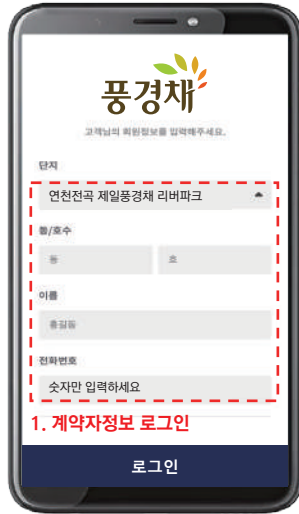 풍경채
고객님의 회원정보를 입력해주세요.
단지
연천전곡 제일풍경채 리버파크
동/호수
동 호
이름
홍길동
전화번호
숫자만 입력하세요
1. 계약자정보 로그인
로그인